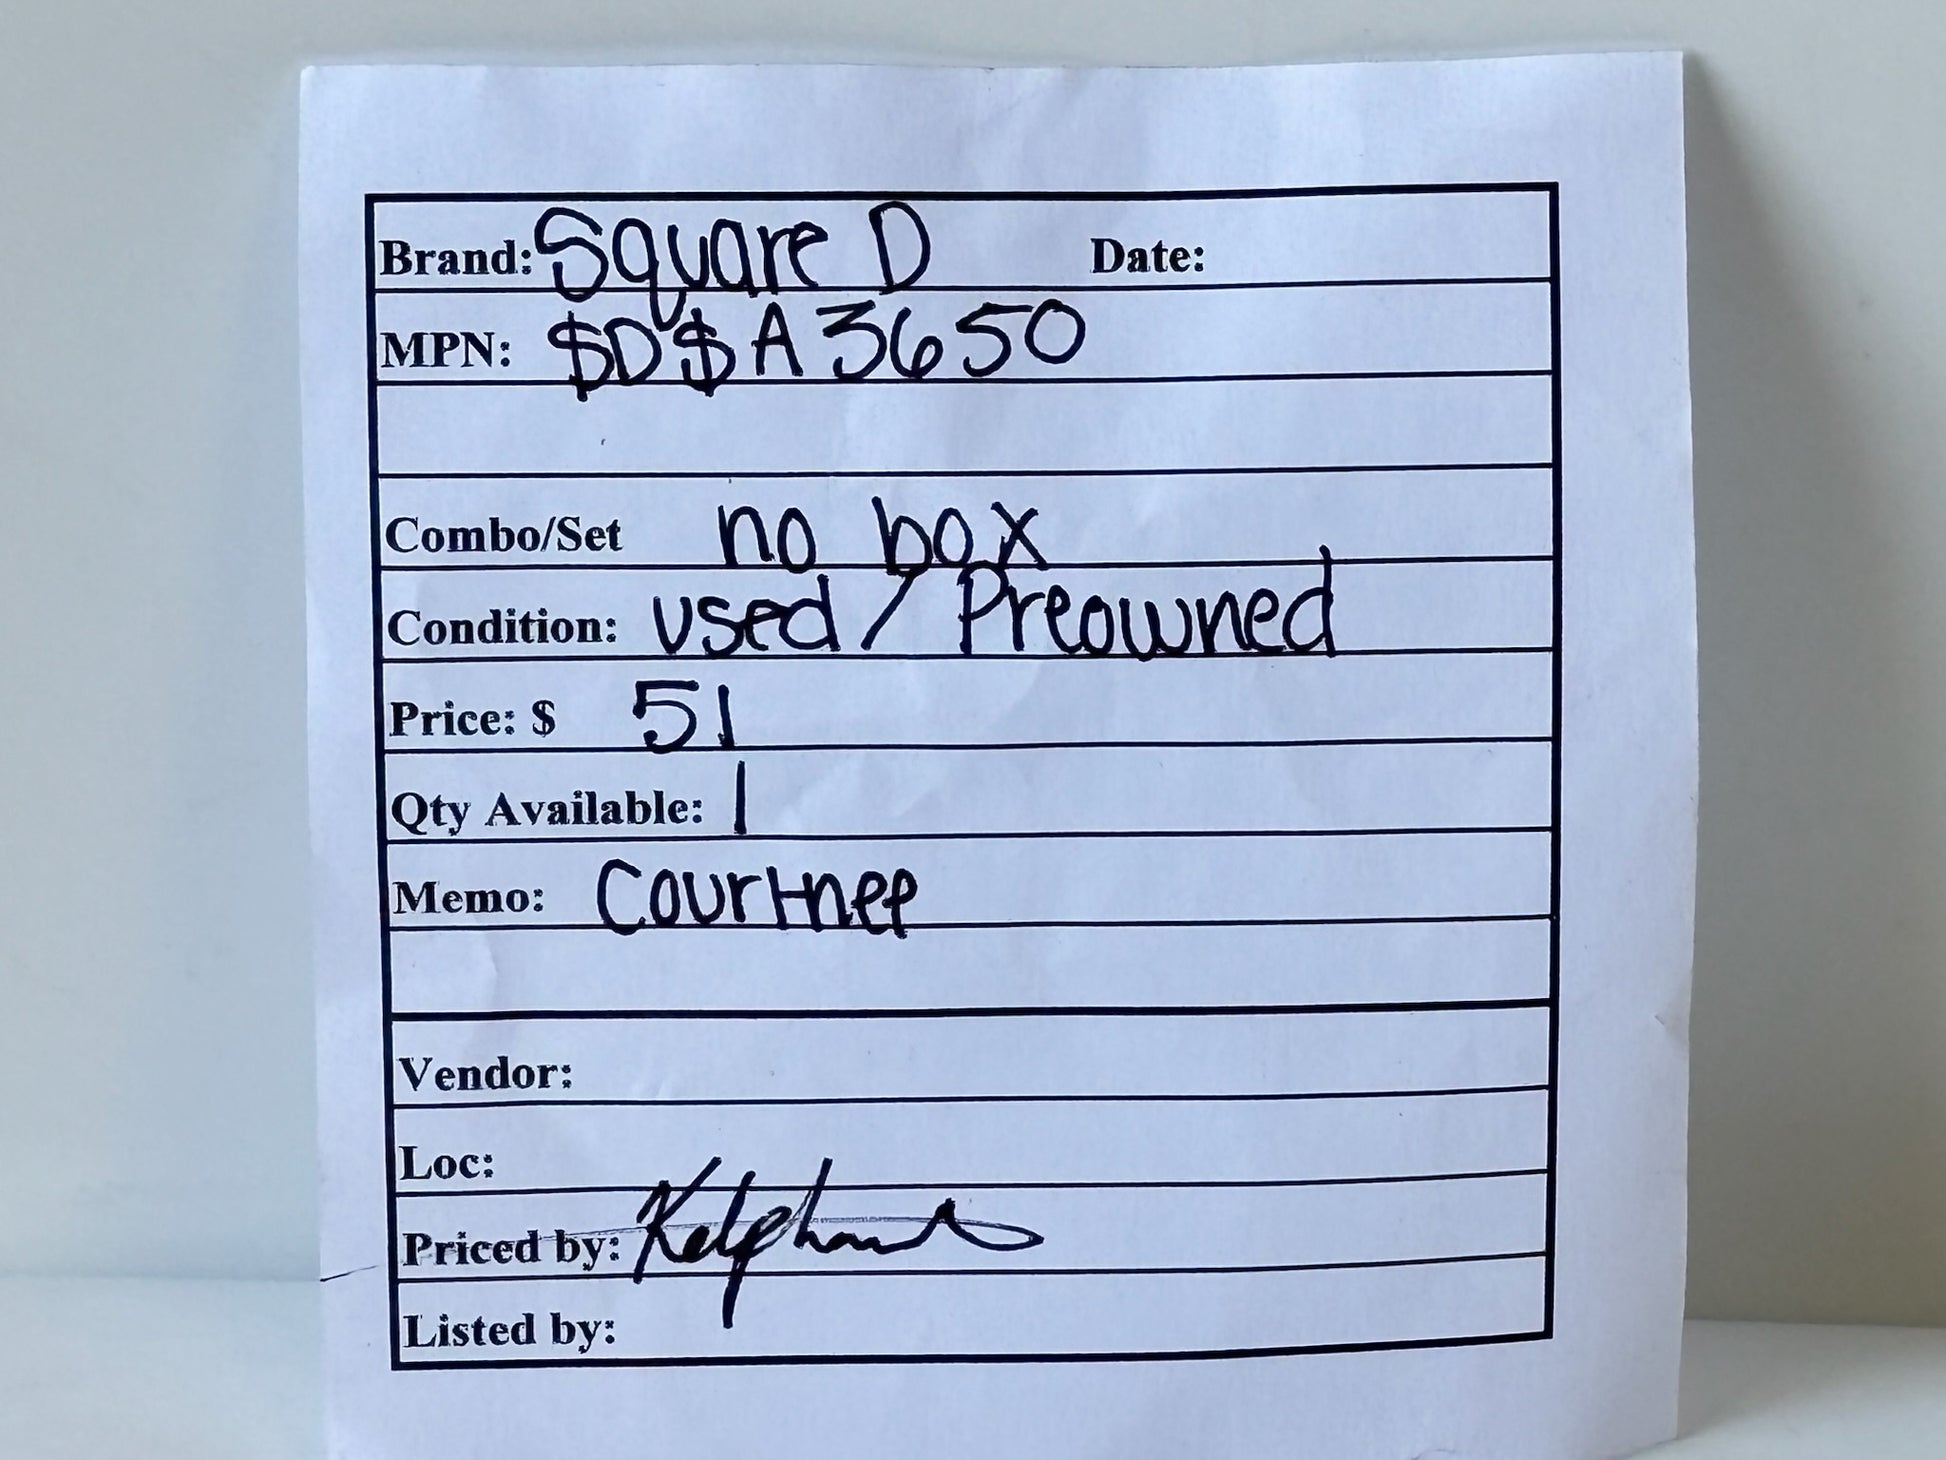 Brand: Square D Date:
MPN: $D$A3650
Combo/Set no box
Condition: used / Preowned
Price: $ 51
Qty Available: 1
Memo: Courtnee
Vendor:
Loc:
Priced by:
Listed by: